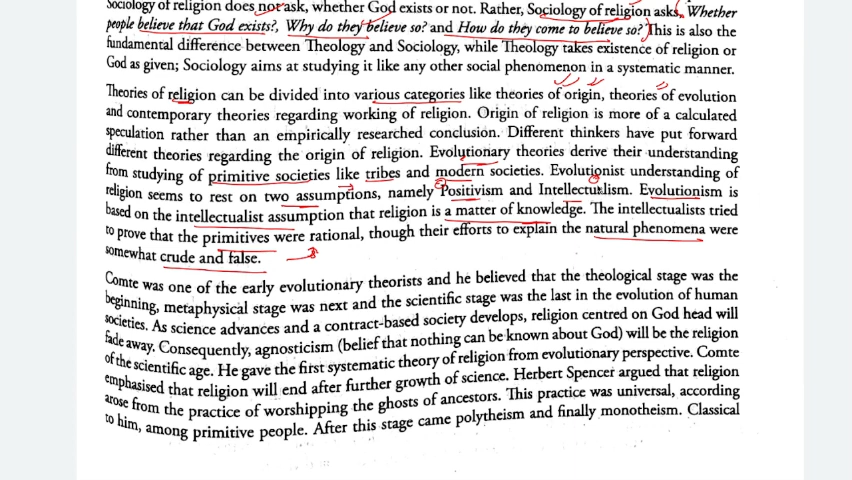 Sociology of religion does not ask, whether God exists or not. Rather, Sociology of religion asks, Whether
people believe that God exists?, Why do they believe so? and How do they come to believe so? This is also the
fundamental difference between Theology and Sociology, while Theology takes existence of religion or
God as given; Sociology aims at studying it like any other social phenomenon in a systematic manner.
Theories of religion can be divided into various categories like theories of origin, theories of evolution
and contemporary theories regarding working of religion. Origin of religion is more of a calculated
speculation rather than an empirically researched conclusion. Different thinkers have put forward
different theories regarding the origin of religion. Evolutionary theories derive their understanding
from studying of primitive societies like tribes and modern societies. Evolutionist understanding of
religion seems to rest on two assumptions, namely Positivism and Intellectulism. Evolutionism is
based on the intellectualist assumption that religion is a matter of knowledge. The intellectualists tried
to prove that the primitives were rational, though their efforts to explain the natural phenomena were
somewhat crude and false.
Comte was one of the early evolutionary theorists and he believed that the theological stage was the
beginning, metaphysical stage was next and the scientific stage was the last in the evolution of human
societies. As science advances and a contract-based society develops, religion centred on God head will
fade away. Consequently, agnosticism (belief that nothing can be known about God) will be the religion
of the scientific age. He gave the first systematic theory of religion from evolutionary perspective. Comte
emphasised that religion will end after further growth of science. Herbert Spencer argued that religion
arose from the practice of worshipping the ghosts of ancestors. This practice was universal, according
to him, among primitive people. After this stage came polytheism and finally monotheism. Classical